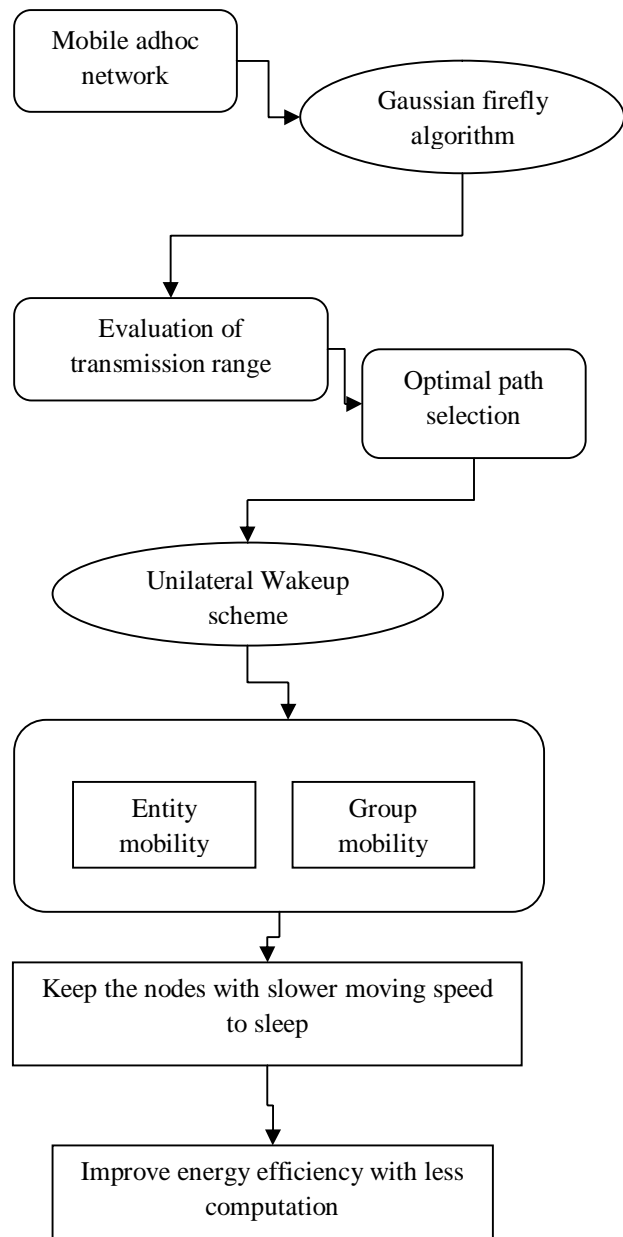 Mobile adhoc
network
Gaussian firefly
algorithm
Evaluation of
transmission range
Optimal path
selection
Unilateral Wakeup
scheme
Entity
mobility
Group
mobility
Keep the nodes with slower moving speed
to sleep
Improve energy efficiency with less
computation